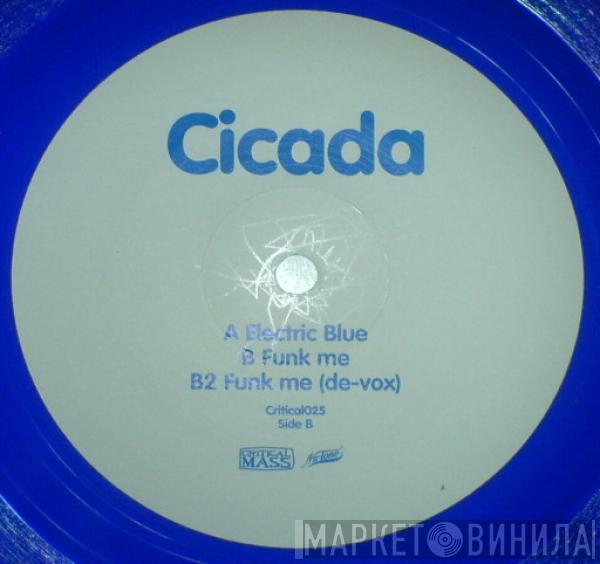 Cicada
A Electric Blue
B Funk me
B2 Funk me (de-vox)
Critical025
Side B
CRITICAL
MASS
МАРКЕТ ВИНИЛА